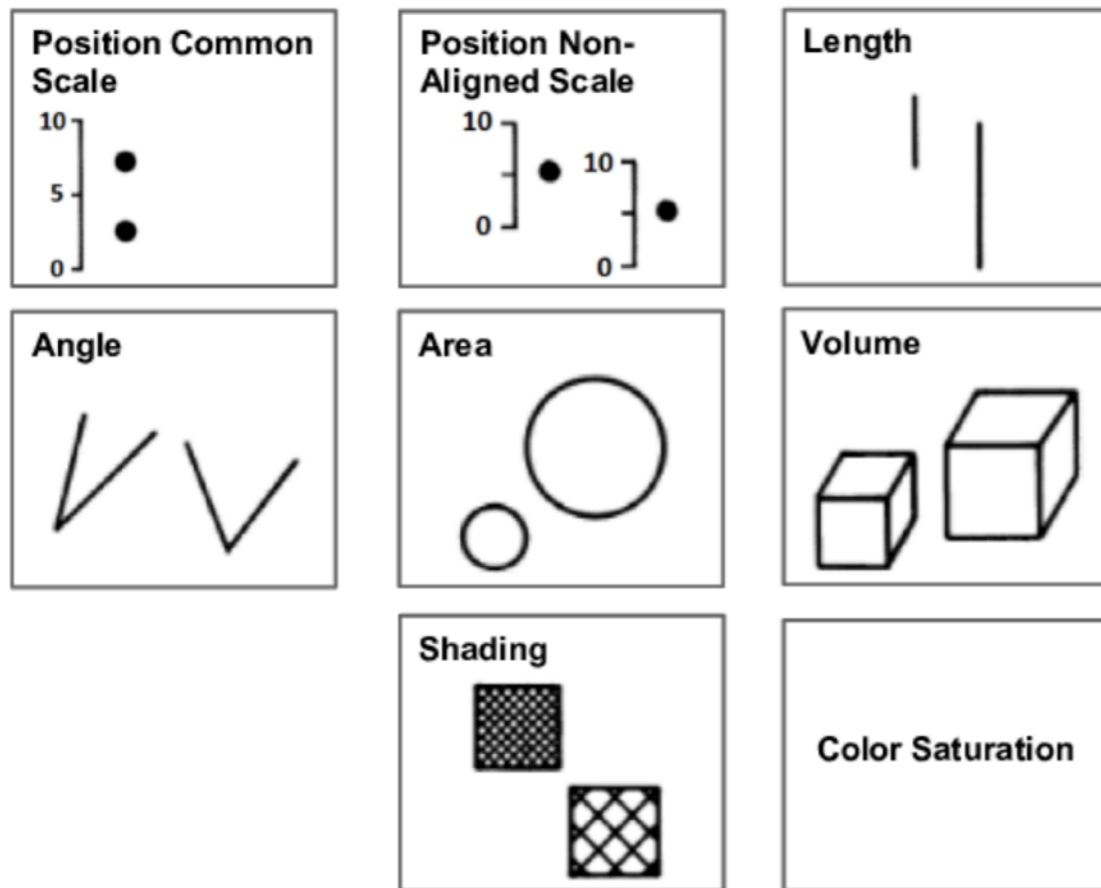 Position Common
Scale
10
5
0
Position Non-
Aligned Scale
10
0
10
0
Length
Angle
Area
Volume
Shading
Color Saturation